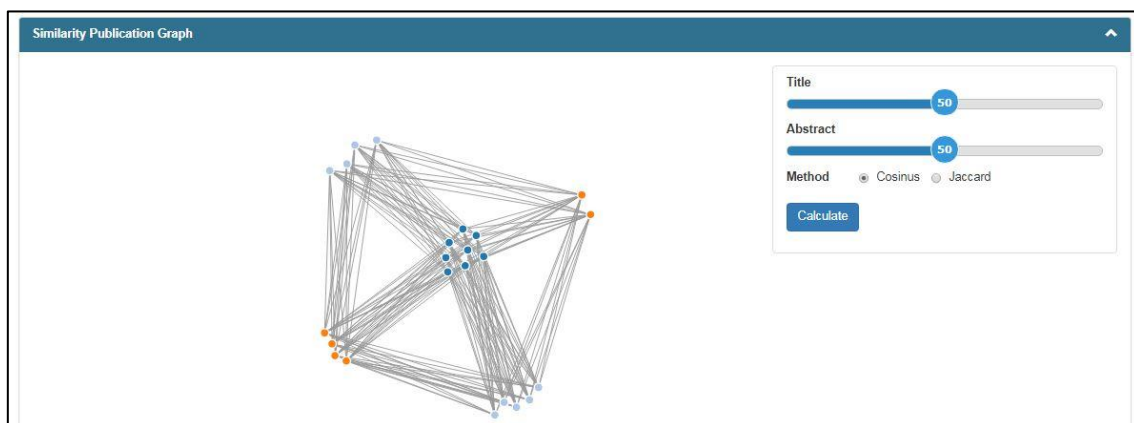 Similarity Publication Graph
Title
50
Abstract
50
Method Cosinus Jaccard
Calculate